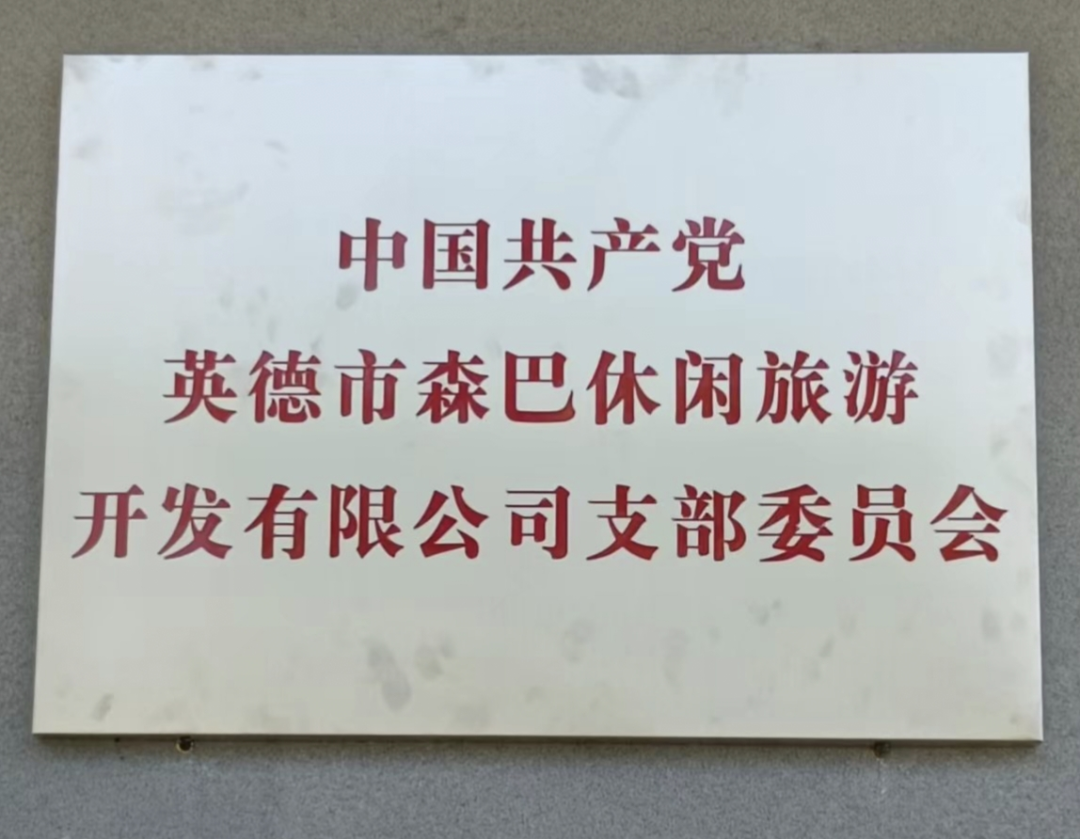 中国共产党
英德市森巴休闲旅游
开发有限公司支部委员会